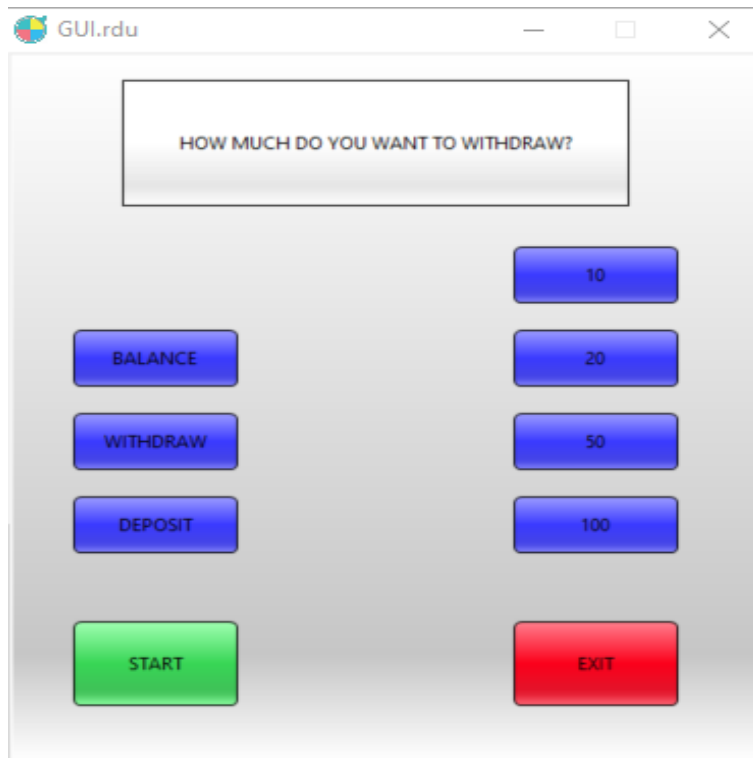 GUI.rdu
HOW MUCH DO YOU WANT TO WITHDRAW?
10
BALANCE
20
WITHDRAW
50
DEPOSIT
100
START
EXIT